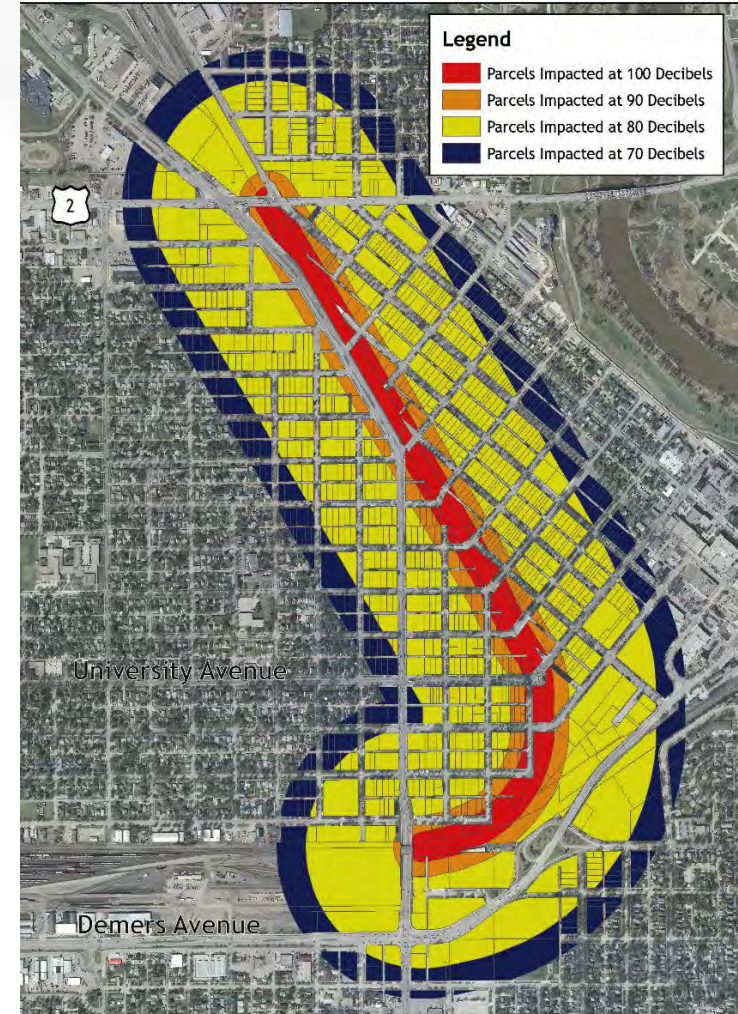 Legend
Parcels Impacted at 100 Decibels
Parcels Impacted at 90 Decibels
Parcels Impacted at 80 Decibels
Parcels Impacted at 70 Decibels
2
University Avenue
Demers Avenue